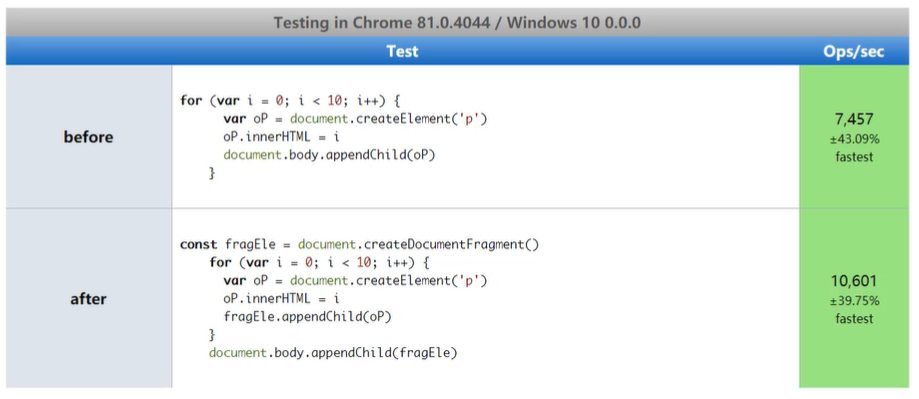 Testing in Chrome 81.0.4044 / Windows 10 0.0.0
Test Ops/sec
before
for (var i = 0; i < 10; i++) {
var oP = document.createElement('p')
oP.innerHTML = i
document.body.appendChild(oP)
}
7,457
±43.09%
fastest
after
const fragEle = document.createDocumentFragment()
for (var i = 0; i < 10; i++) {
var oP = document.createElement('p')
oP.innerHTML = i
fragEle.appendChild(oP)
}
document.body.appendChild(fragEle)
10,601
±39.75%
fastest